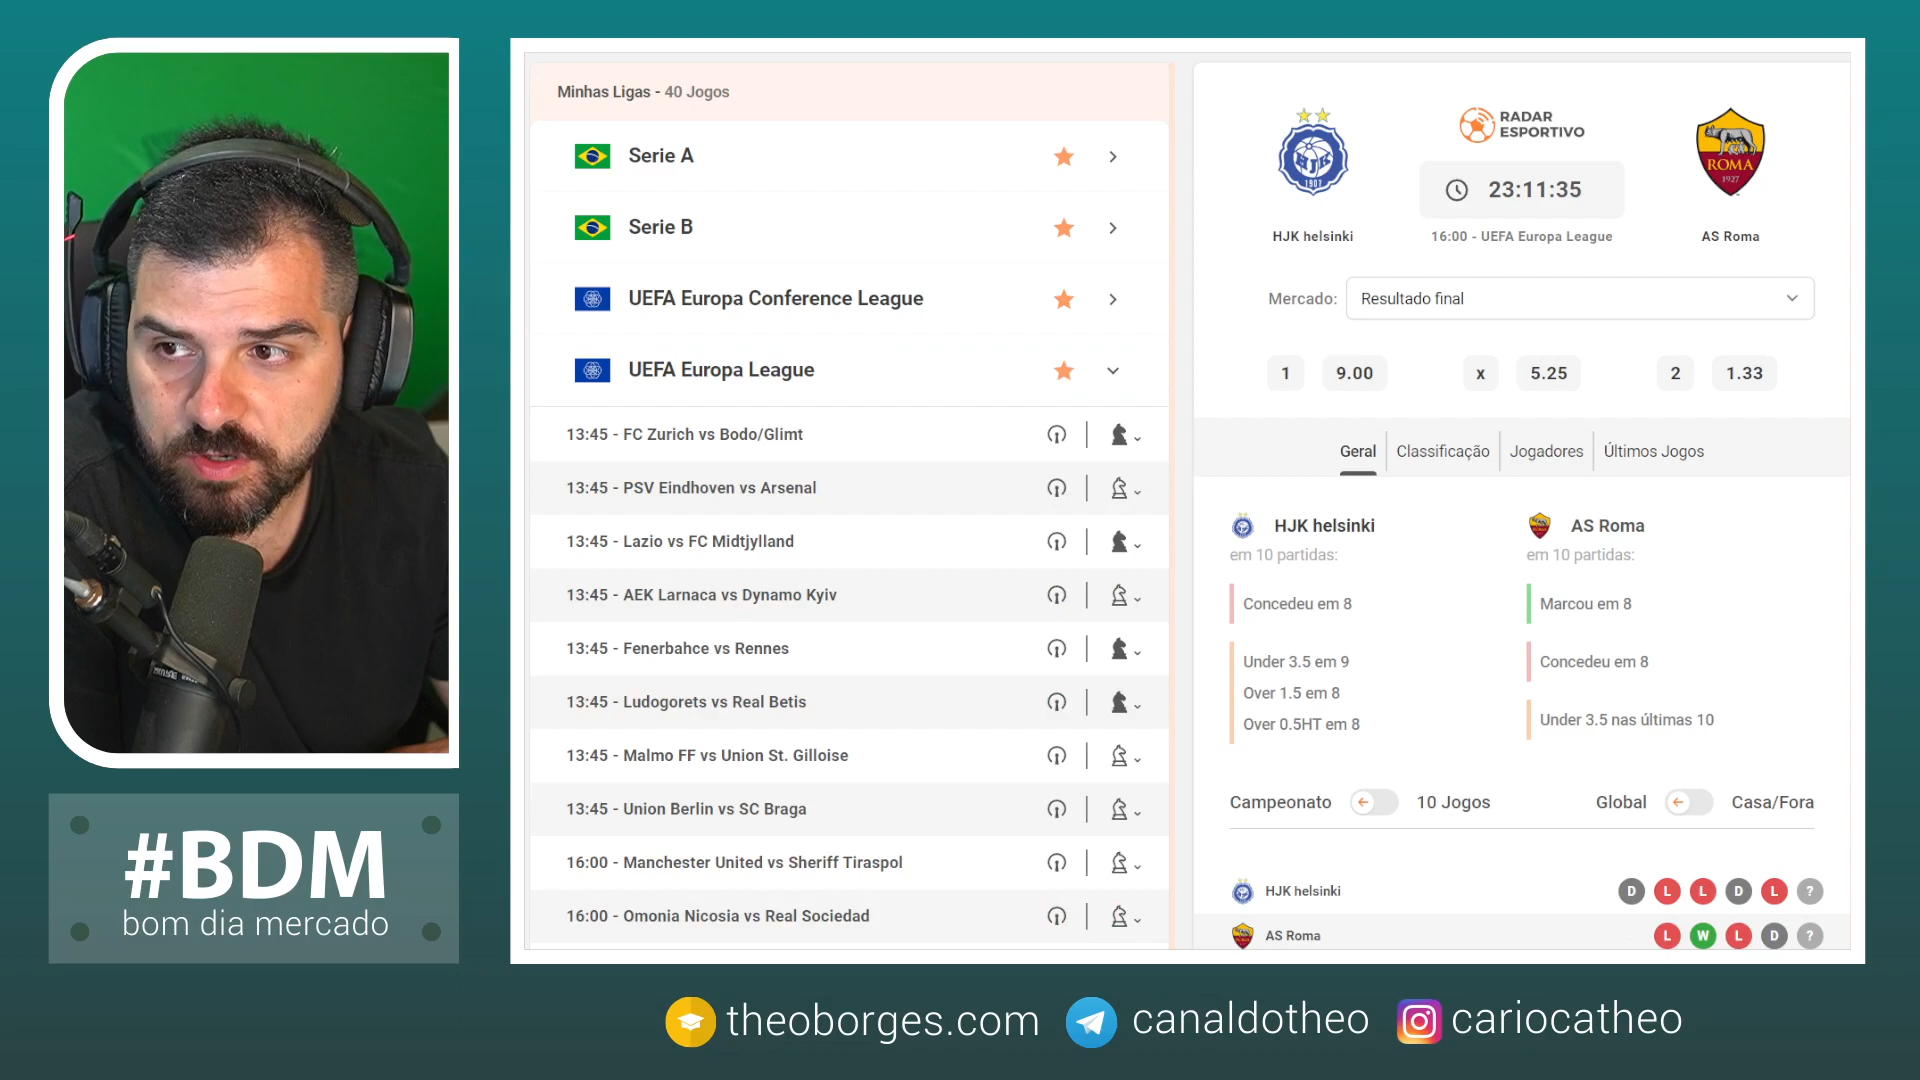 Minhas Ligas - 40 Jogos
Serie A
Serie B
UEFA Europa Conference League
UEFA Europa League
13:45 - FC Zurich vs Bodo/Glimt
13:45 - PSV Eindhoven vs Arsenal
13:45 - Lazio vs FC Midtjylland
13:45 - AEK Larnaca vs Dynamo Kyiv
13:45 - Fenerbahce vs Rennes
13:45 - Ludogorets vs Real Betis
13:45 - Malmo FF vs Union St. Gilloise
13:45 - Union Berlin vs SC Braga
16:00 - Manchester United vs Sheriff Tiraspol
16:00 - Omonia Nicosia vs Real Sociedad
HJK
1907
RADAR
ESPORTIVO
ROMA
1927
23:11:35
HJK helsinki
16:00 - UEFA Europa League
AS Roma
Mercado: Resultado final
1 9.00 x 5.25 2 1.33
Geral Classificação Jogadores Últimos Jogos
HJK helsinki
em 10 partidas:
Concedeu em 8
Under 3.5 em 9
Over 1.5 em 8
Over 0.5HT em 8
AS Roma
em 10 partidas:
Marcou em 8
Concedeu em 8
Under 3.5 nas últimas 10
Campeonato 10 Jogos Global Casa/Fora
HJK helsinki D L L D L ?
AS Roma L W L D ?
#BDM
bom dia mercado
theoborges.com canaldotheo cariocatheo